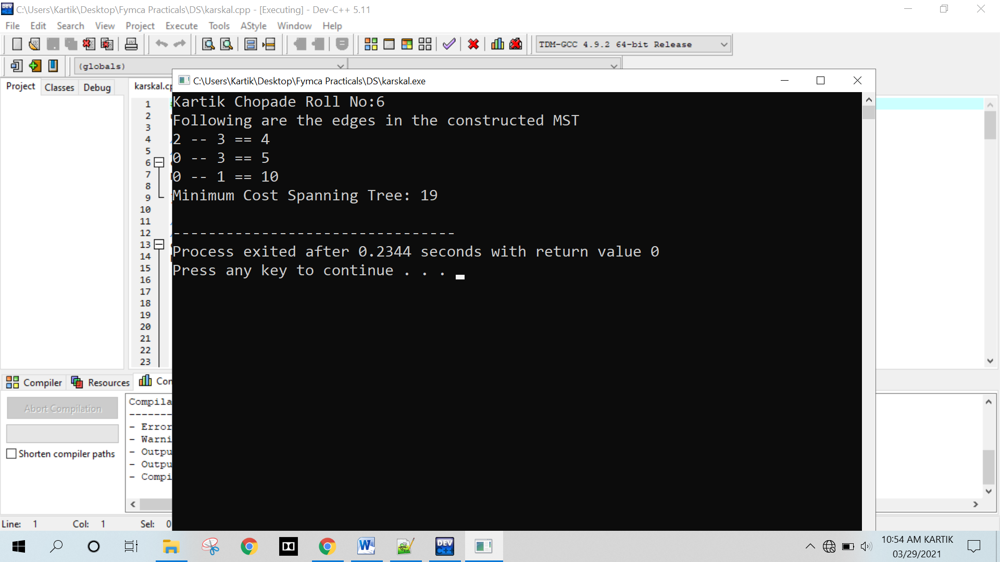 C:\Users\Kartik\Desktop\Fymca Practicals\DS\karskal.cpp - [Executing] - Dev-C++ 5.11
File Edit Search View Project Execute Tools AStyle Window Help
TDM-GCC 4.9.2 64-bit Release
(globals)
Project Classes Debug
karskal.cp
C:\Users\Kartik\Desktop\Fymca Practicals\DS\karskal.exe
Kartik Chopade Roll No:6
Following are the edges in the constructed MST
2 -- 3 == 4
0 -- 3 == 5
0 -- 1 == 10
Minimum Cost Spanning Tree: 19
--------------------------------
Process exited after 0.2344 seconds with return value 0
Press any key to continue . . .
1
2
3
4
5
6
7
8
9
10
11
12
13
14
15
16
17
18
19
20
21
22
23
Compiler Resources Com
Abort Compilation
Shorten compiler paths
Compila
--------
- Error
- Warni
- Outpu
- Outpu
- Compi
Line: 1 Col: 1 Sel: 0
DEV C++
10:54 AM KARTIK
03/29/2021